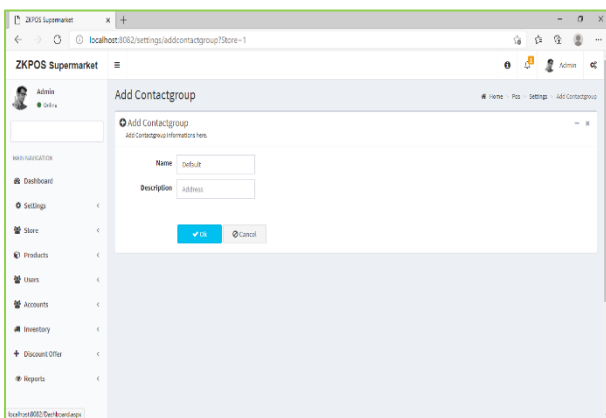 ZKPOS Supermarket
localhost:8082/settings/addcontactgroup?Store=1
ZKPOS Supermarket
Admin
Admin
Online
Add Contactgroup
Home > Pos > Settings > Add Contactgroup
Add Contactgroup
Add Contactgroup informations here.
Name
Default
Description
Address
Ok
Cancel
MAIN NAVIGATION
Dashboard
Settings
Store
Products
Users
Accounts
Inventory
Discount Offer
Reports
localhost:8082/Dashboard.aspx